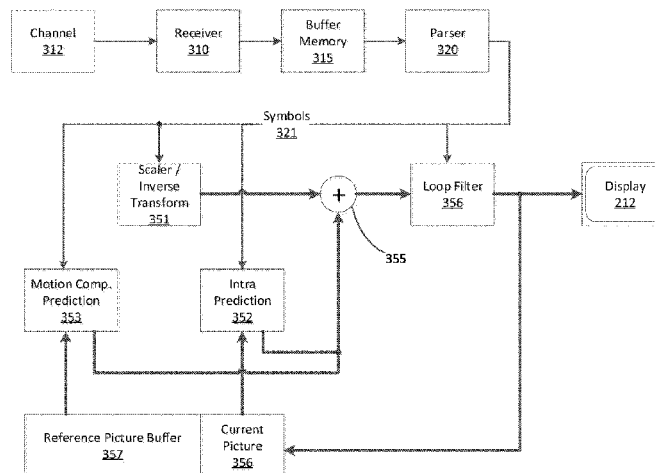 Channel
312
Receiver
310
Buffer
Memory
315
Parser
320
Symbols
321
Scaler /
Inverse
Transform
351
+
Loop Filter
356
Display
212
355
Motion Comp.
Prediction
353
Intra
Prediction
352
Reference Picture Buffer
357
Current
Picture
356